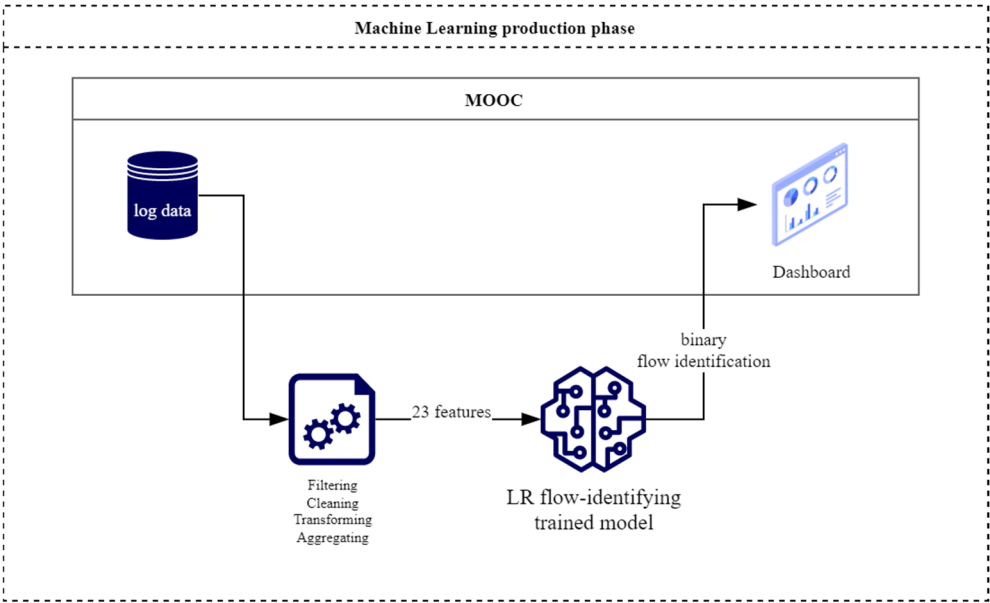 Machine Learning production phase
MOOC
log data
Dashboard
binary
flow identification
23 features
Filtering
Cleaning
Transforming
Aggregating
LR flow-identifying
trained model